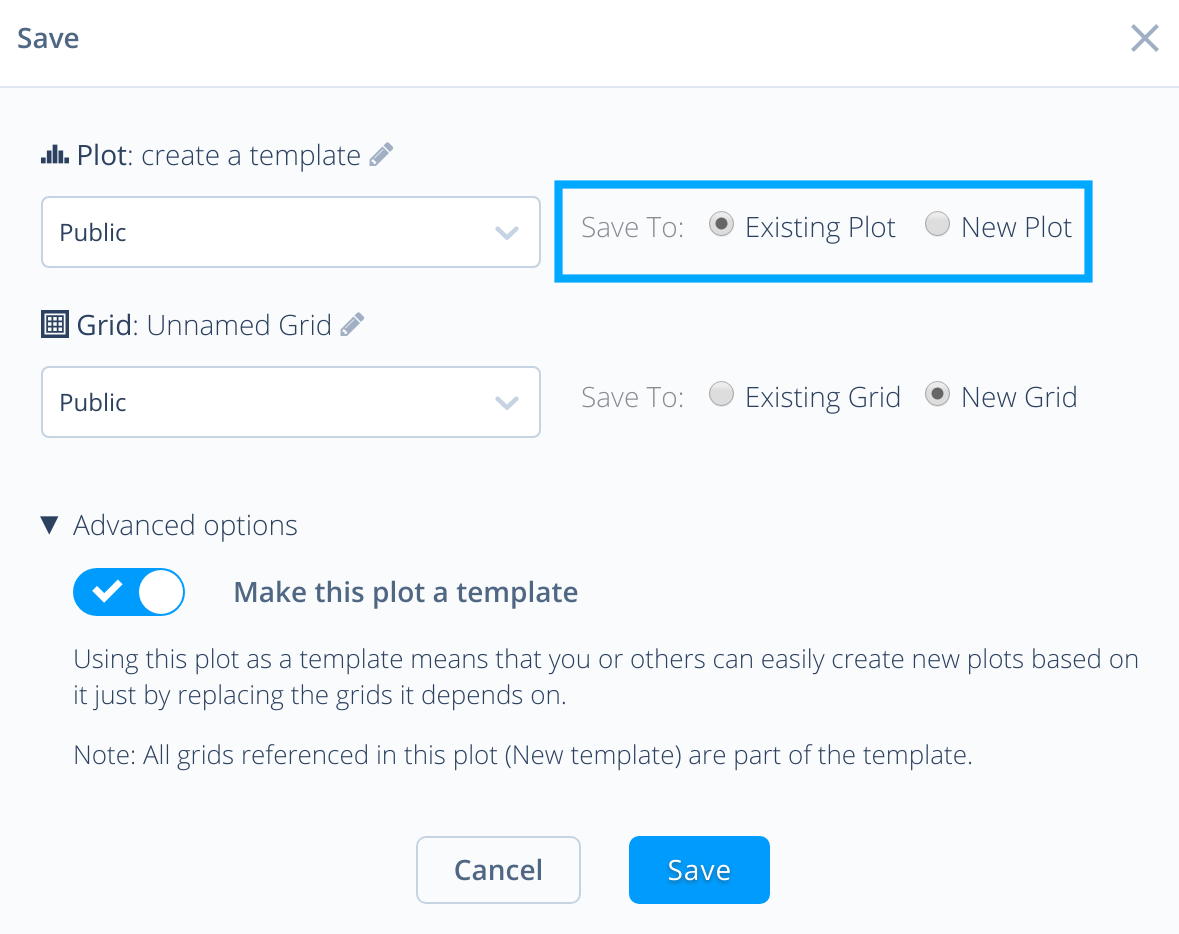 Save
Plot: create a template
Public
Save To: Existing Plot New Plot
Grid: Unnamed Grid
Public
Save To: Existing Grid New Grid
Advanced options
Make this plot a template
Using this plot as a template means that you or others can easily create new plots based on
it just by replacing the grids it depends on.
Note: All grids referenced in this plot (New template) are part of the template.
Cancel Save